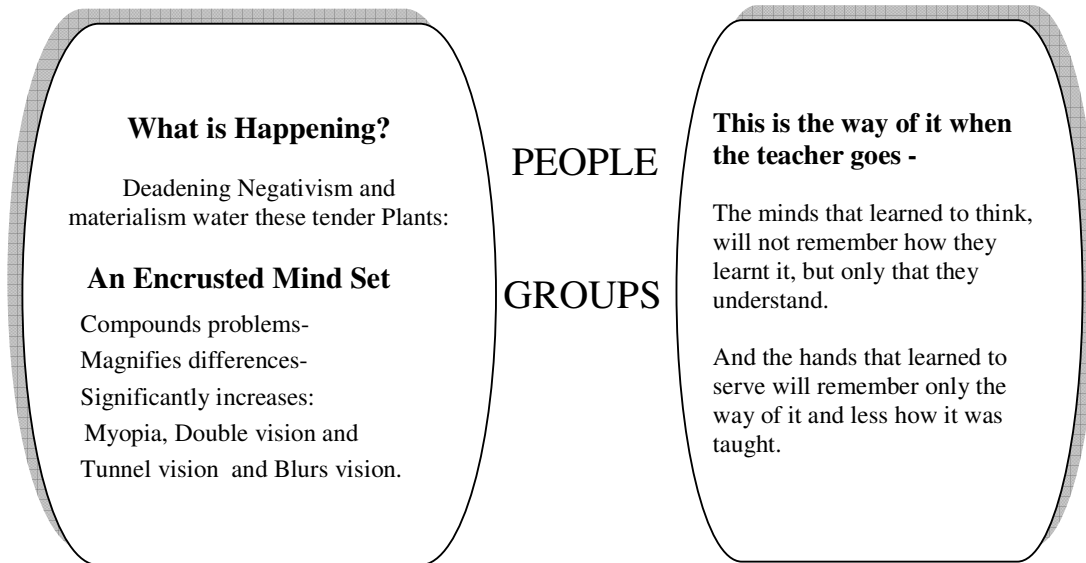 What is Happening?
Deadening Negativism and
materialism water these tender Plants:
An Encrusted Mind Set
Compounds problems-
Magnifies differences-
Significantly increases:
Myopia, Double vision and
Tunnel vision and Blurs vision.
PEOPLE
GROUPS
This is the way of it when
the teacher goes -
The minds that learned to think,
will not remember how they
learnt it, but only that they
understand.
And the hands that learned to
serve will remember only the
way of it and less how it was
taught.